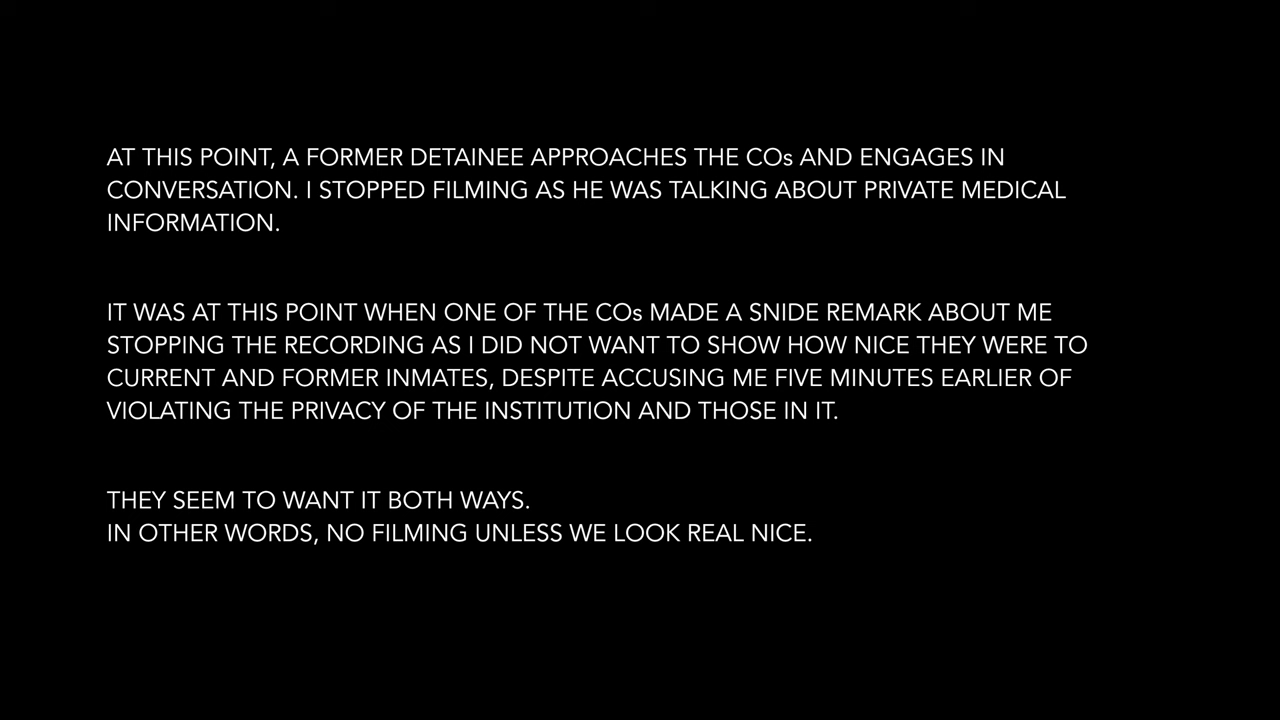 AT THIS POINT, A FORMER DETAINEE APPROACHES THE COs AND ENGAGES IN
CONVERSATION. I STOPPED FILMING AS HE WAS TALKING ABOUT PRIVATE MEDICAL
INFORMATION.
IT WAS AT THIS POINT WHEN ONE OF THE COs MADE A SNIDE REMARK ABOUT ME
STOPPING THE RECORDING AS I DID NOT WANT TO SHOW HOW NICE THEY WERE TO
CURRENT AND FORMER INMATES, DESPITE ACCUSING ME FIVE MINUTES EARLIER OF
VIOLATING THE PRIVACY OF THE INSTITUTION AND THOSE IN IT.
THEY SEEM TO WANT IT BOTH WAYS.
IN OTHER WORDS, NO FILMING UNLESS WE LOOK REAL NICE.